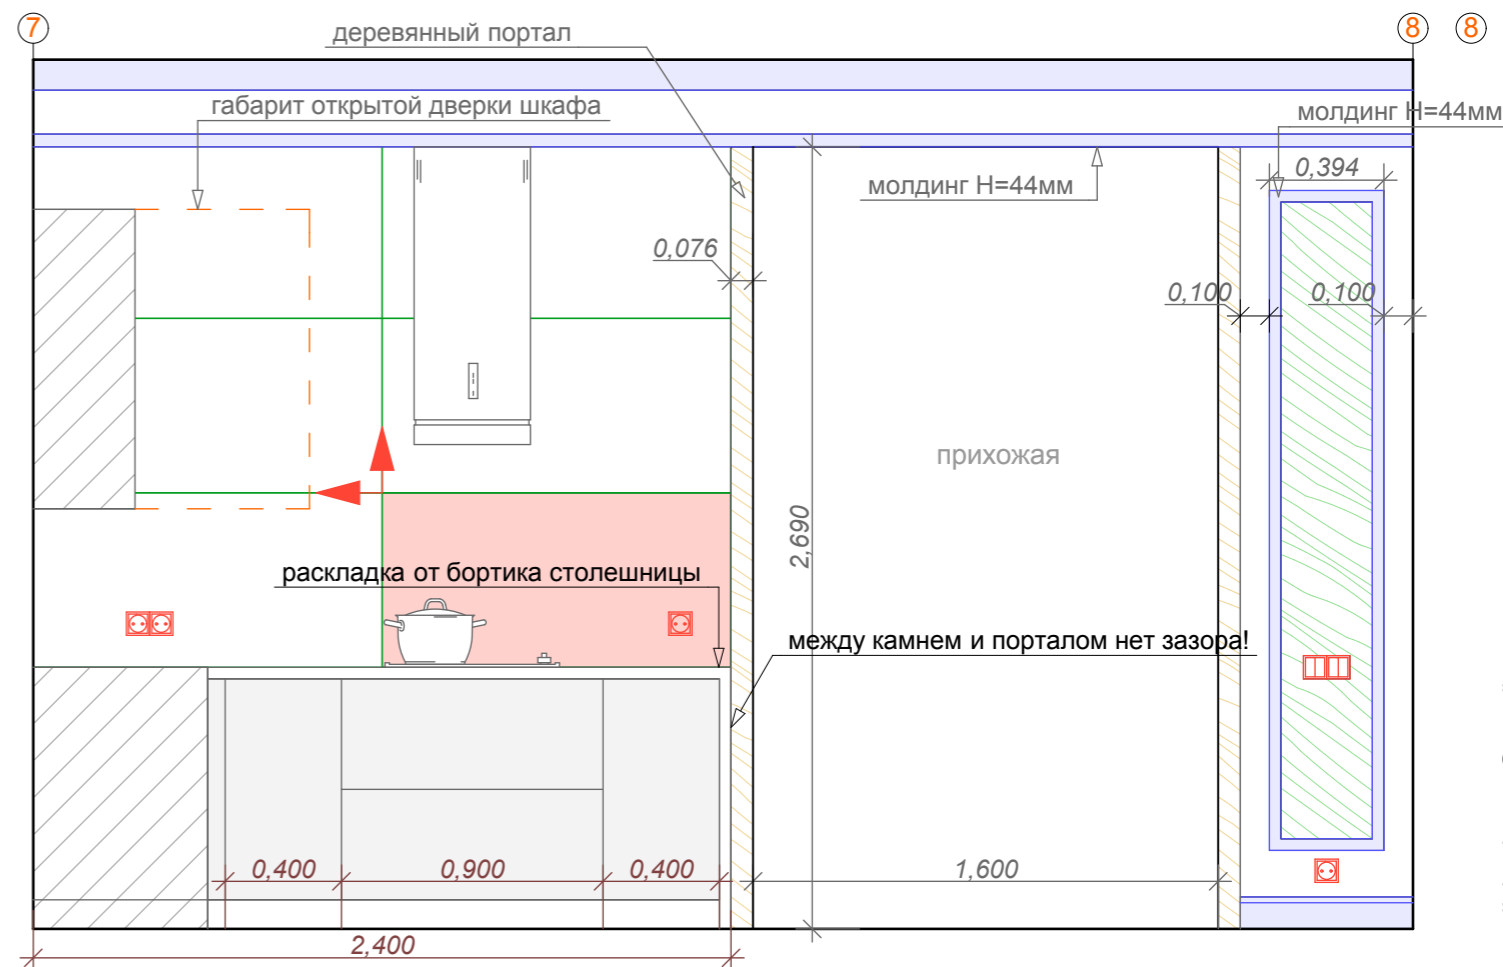 7
8
8
деревянный портал
габарит открытой дверки шкафа
молдинг H=44мм
молдинг H=44мм
0,394
0,076
0,100
0,100
прихожая
2,690
раскладка от бортика столешницы
между камнем и порталом нет зазора!
0,400
0,900
0,400
1,600
2,400